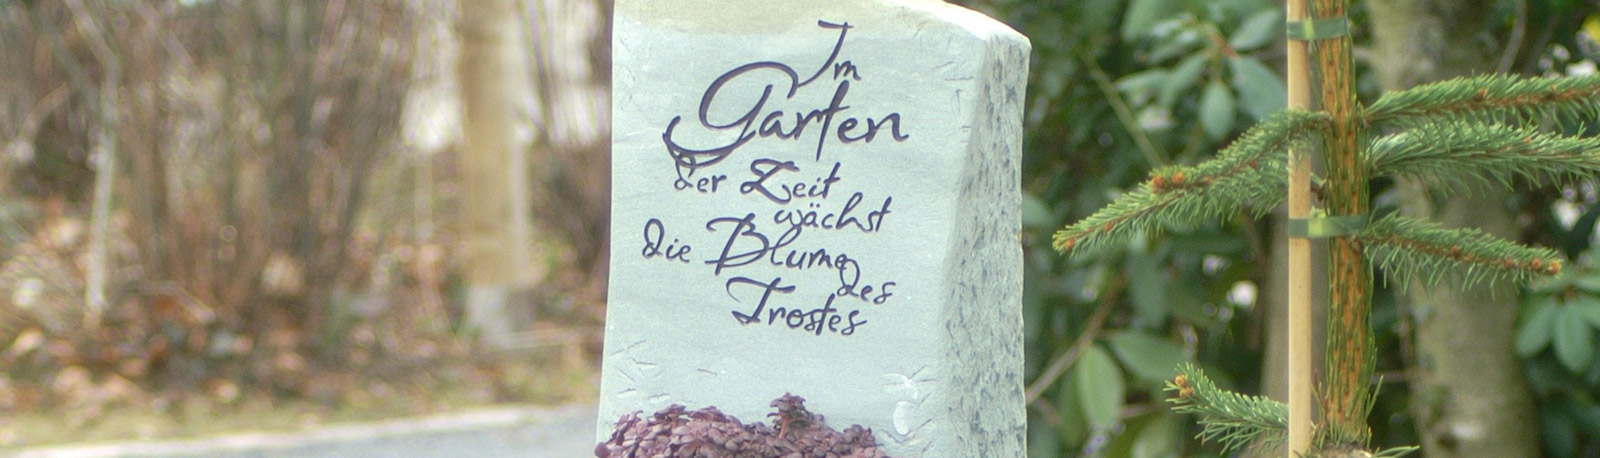 Im
Garten
der Zeit
wächst
die Blume
des
Trostes